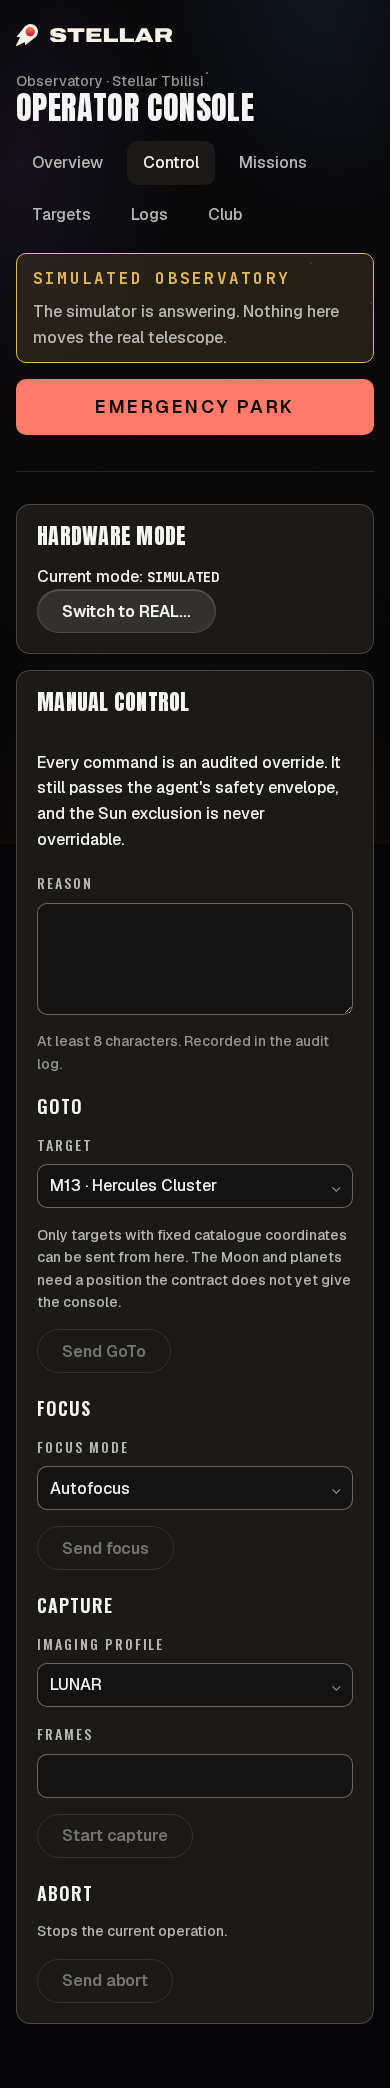 STELLAR
Observatory · Stellar Tbilisi
OPERATOR CONSOLE
Overview Control Missions
Targets Logs Club
SIMULATED OBSERVATORY
The simulator is answering. Nothing here
moves the real telescope.
EMERGENCY PARK
HARDWARE MODE
Current mode: SIMULATED
Switch to REAL...
MANUAL CONTROL
Every command is an audited override. It
still passes the agent's safety envelope,
and the Sun exclusion is never
overridable.
REASON
At least 8 characters. Recorded in the audit
log.
GOTO
TARGET
M13 · Hercules Cluster
Only targets with fixed catalogue coordinates
can be sent from here. The Moon and planets
need a position the contract does not yet give
the console.
Send GoTo
FOCUS
FOCUS MODE
Autofocus
Send focus
CAPTURE
IMAGING PROFILE
LUNAR
FRAMES
Start capture
ABORT
Stops the current operation.
Send abort